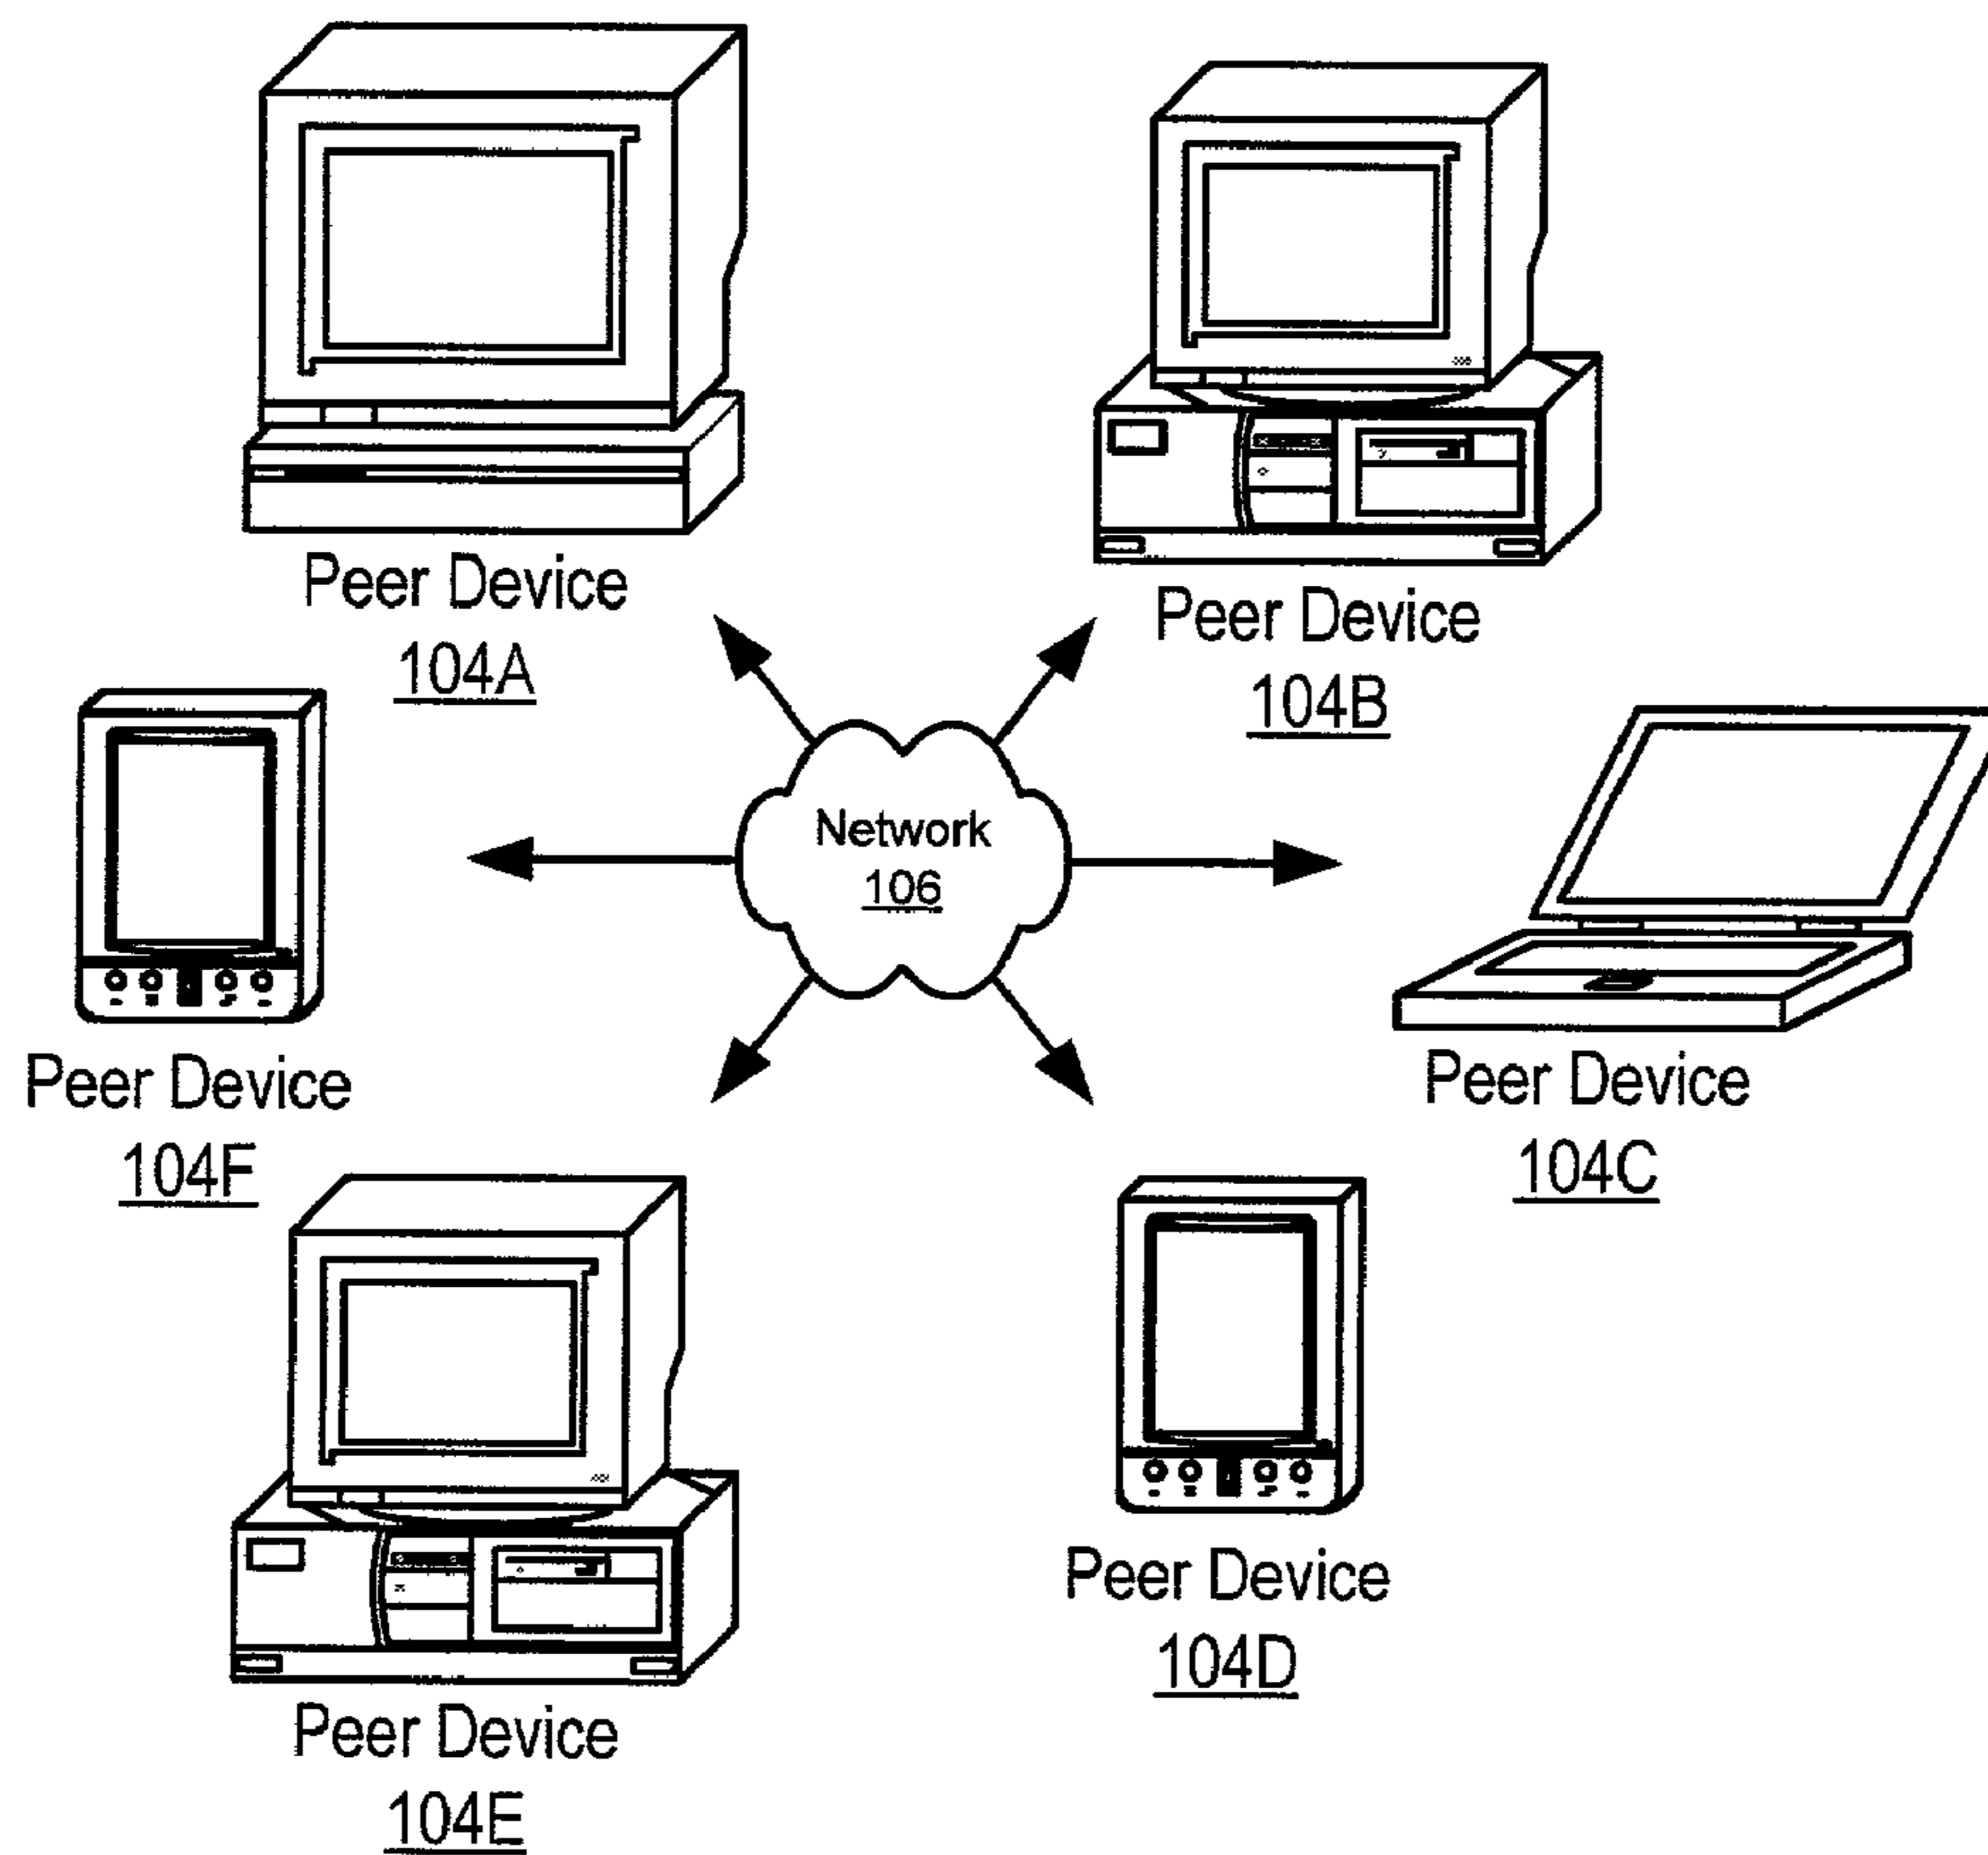 Peer Device
104A
Peer Device
104B
Network
106
Peer Device
104F
Peer Device
104C
Peer Device
104D
Peer Device
104E